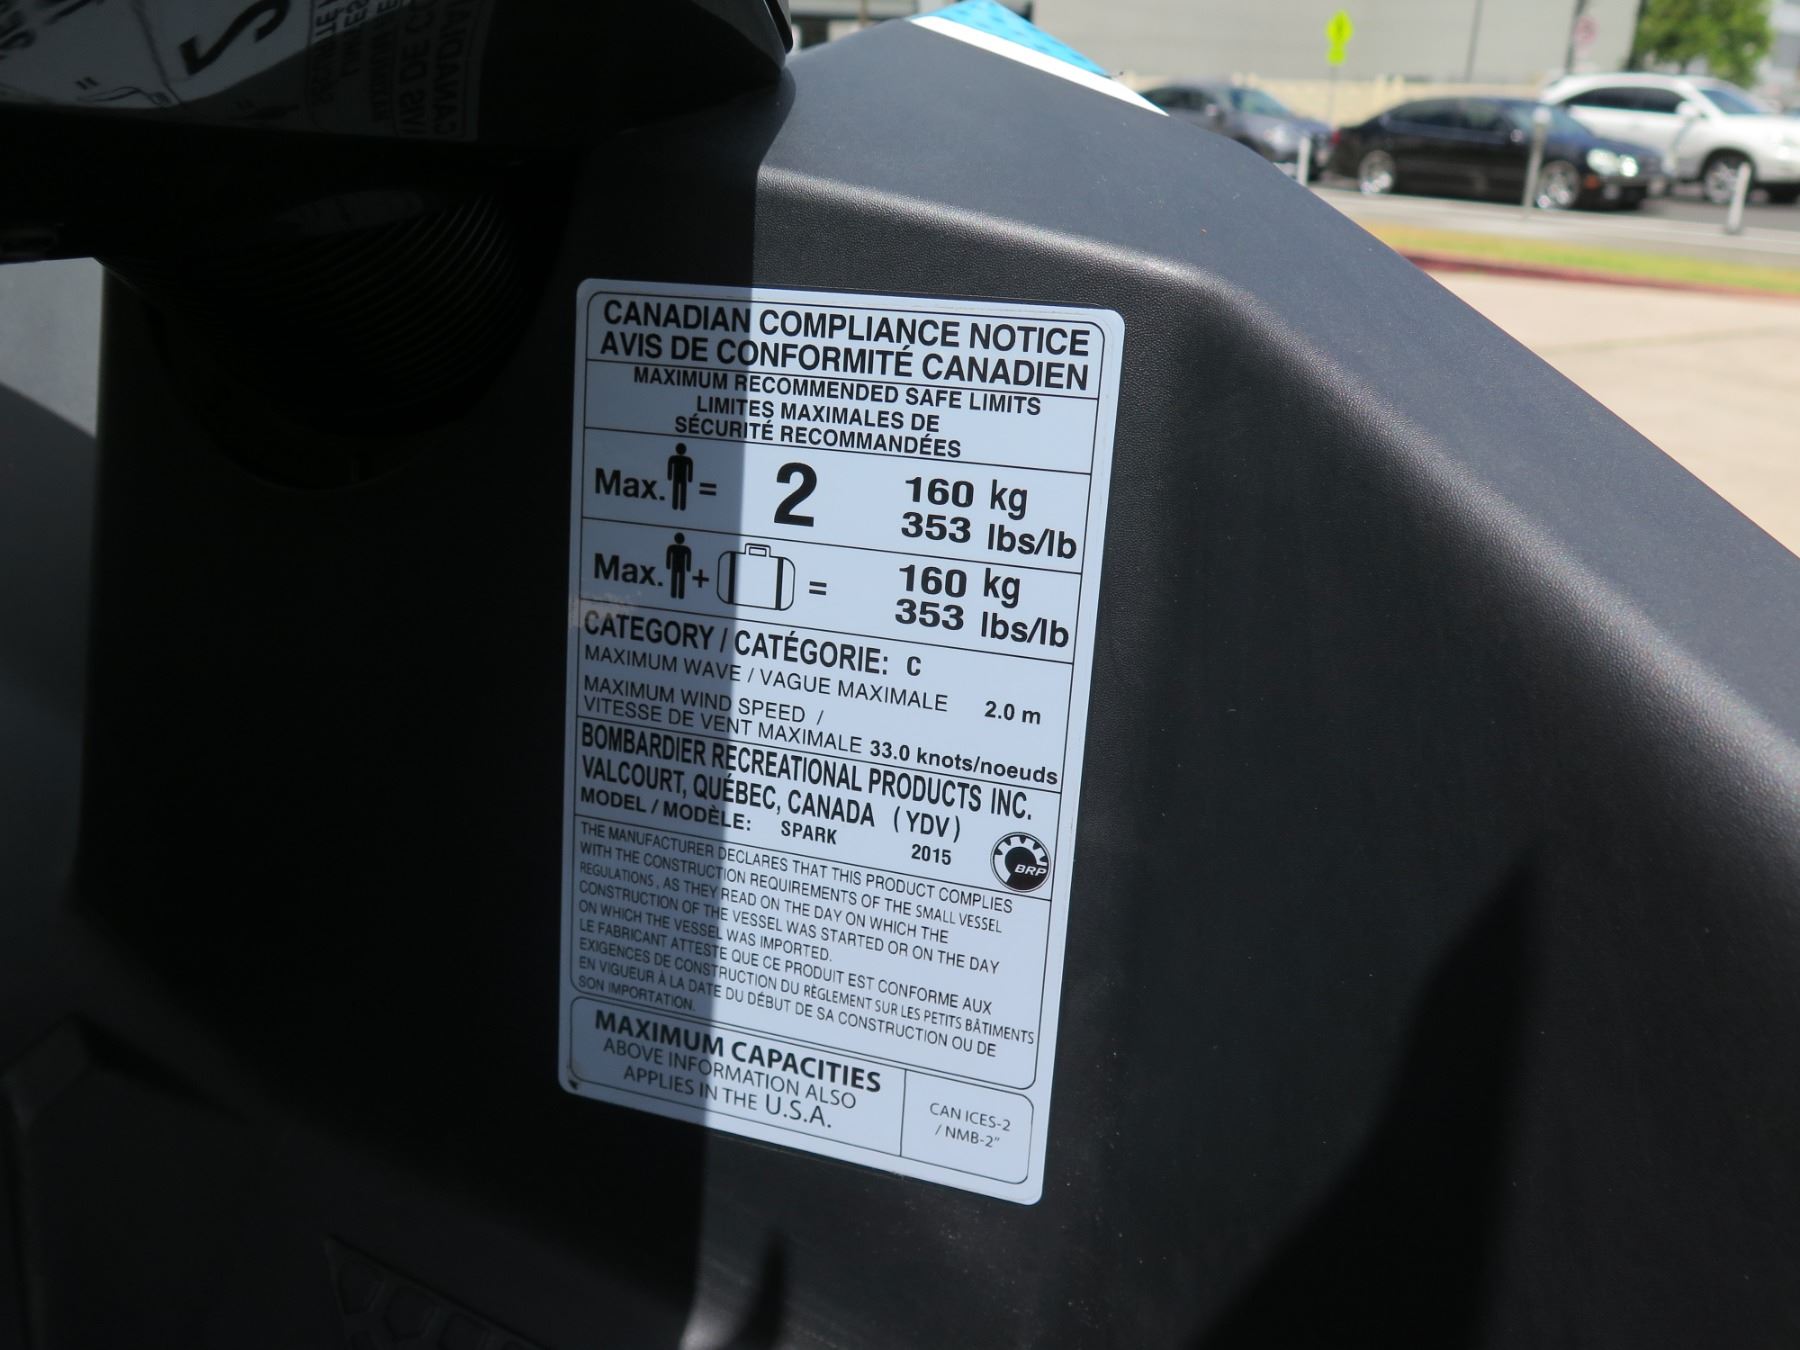 CANADIAN COMPLIANCE NOTICE
AVIS DE CONFORMITÉ CANADIEN
MAXIMUM RECOMMENDED SAFE LIMITS
LIMITES MAXIMALES DE
SÉCURITÉ RECOMMANDÉES
Max. = 2 160 kg
353 lbs/lb
Max. + = 160 kg
353 lbs/lb
CATEGORY / CATÉGORIE: C
MAXIMUM WAVE / VAGUE MAXIMALE 2.0 m
MAXIMUM WIND SPEED /
VITESSE DE VENT MAXIMALE 33.0 knots/noeuds
BOMBARDIER RECREATIONAL PRODUCTS INC.
VALCOURT, QUÉBEC, CANADA (YDV)
MODEL / MODÈLE: SPARK 2015
BRP
THE MANUFACTURER DECLARES THAT THIS PRODUCT COMPLIES
WITH THE CONSTRUCTION REQUIREMENTS OF THE SMALL VESSEL
REGULATIONS, AS THEY READ ON THE DAY ON WHICH THE
CONSTRUCTION OF THE VESSEL WAS STARTED OR ON THE DAY
ON WHICH THE VESSEL WAS IMPORTED.
LE FABRICANT ATTESTE QUE CE PRODUIT EST CONFORME AUX
EXIGENCES DE CONSTRUCTION DU RÈGLEMENT SUR LES PETITS BÂTIMENTS
EN VIGUEUR À LA DATE DU DÉBUT DE SA CONSTRUCTION OU DE
SON IMPORTATION.
MAXIMUM CAPACITIES
ABOVE INFORMATION ALSO
APPLIES IN THE U.S.A.
CAN ICES-2
/ NMB-2"